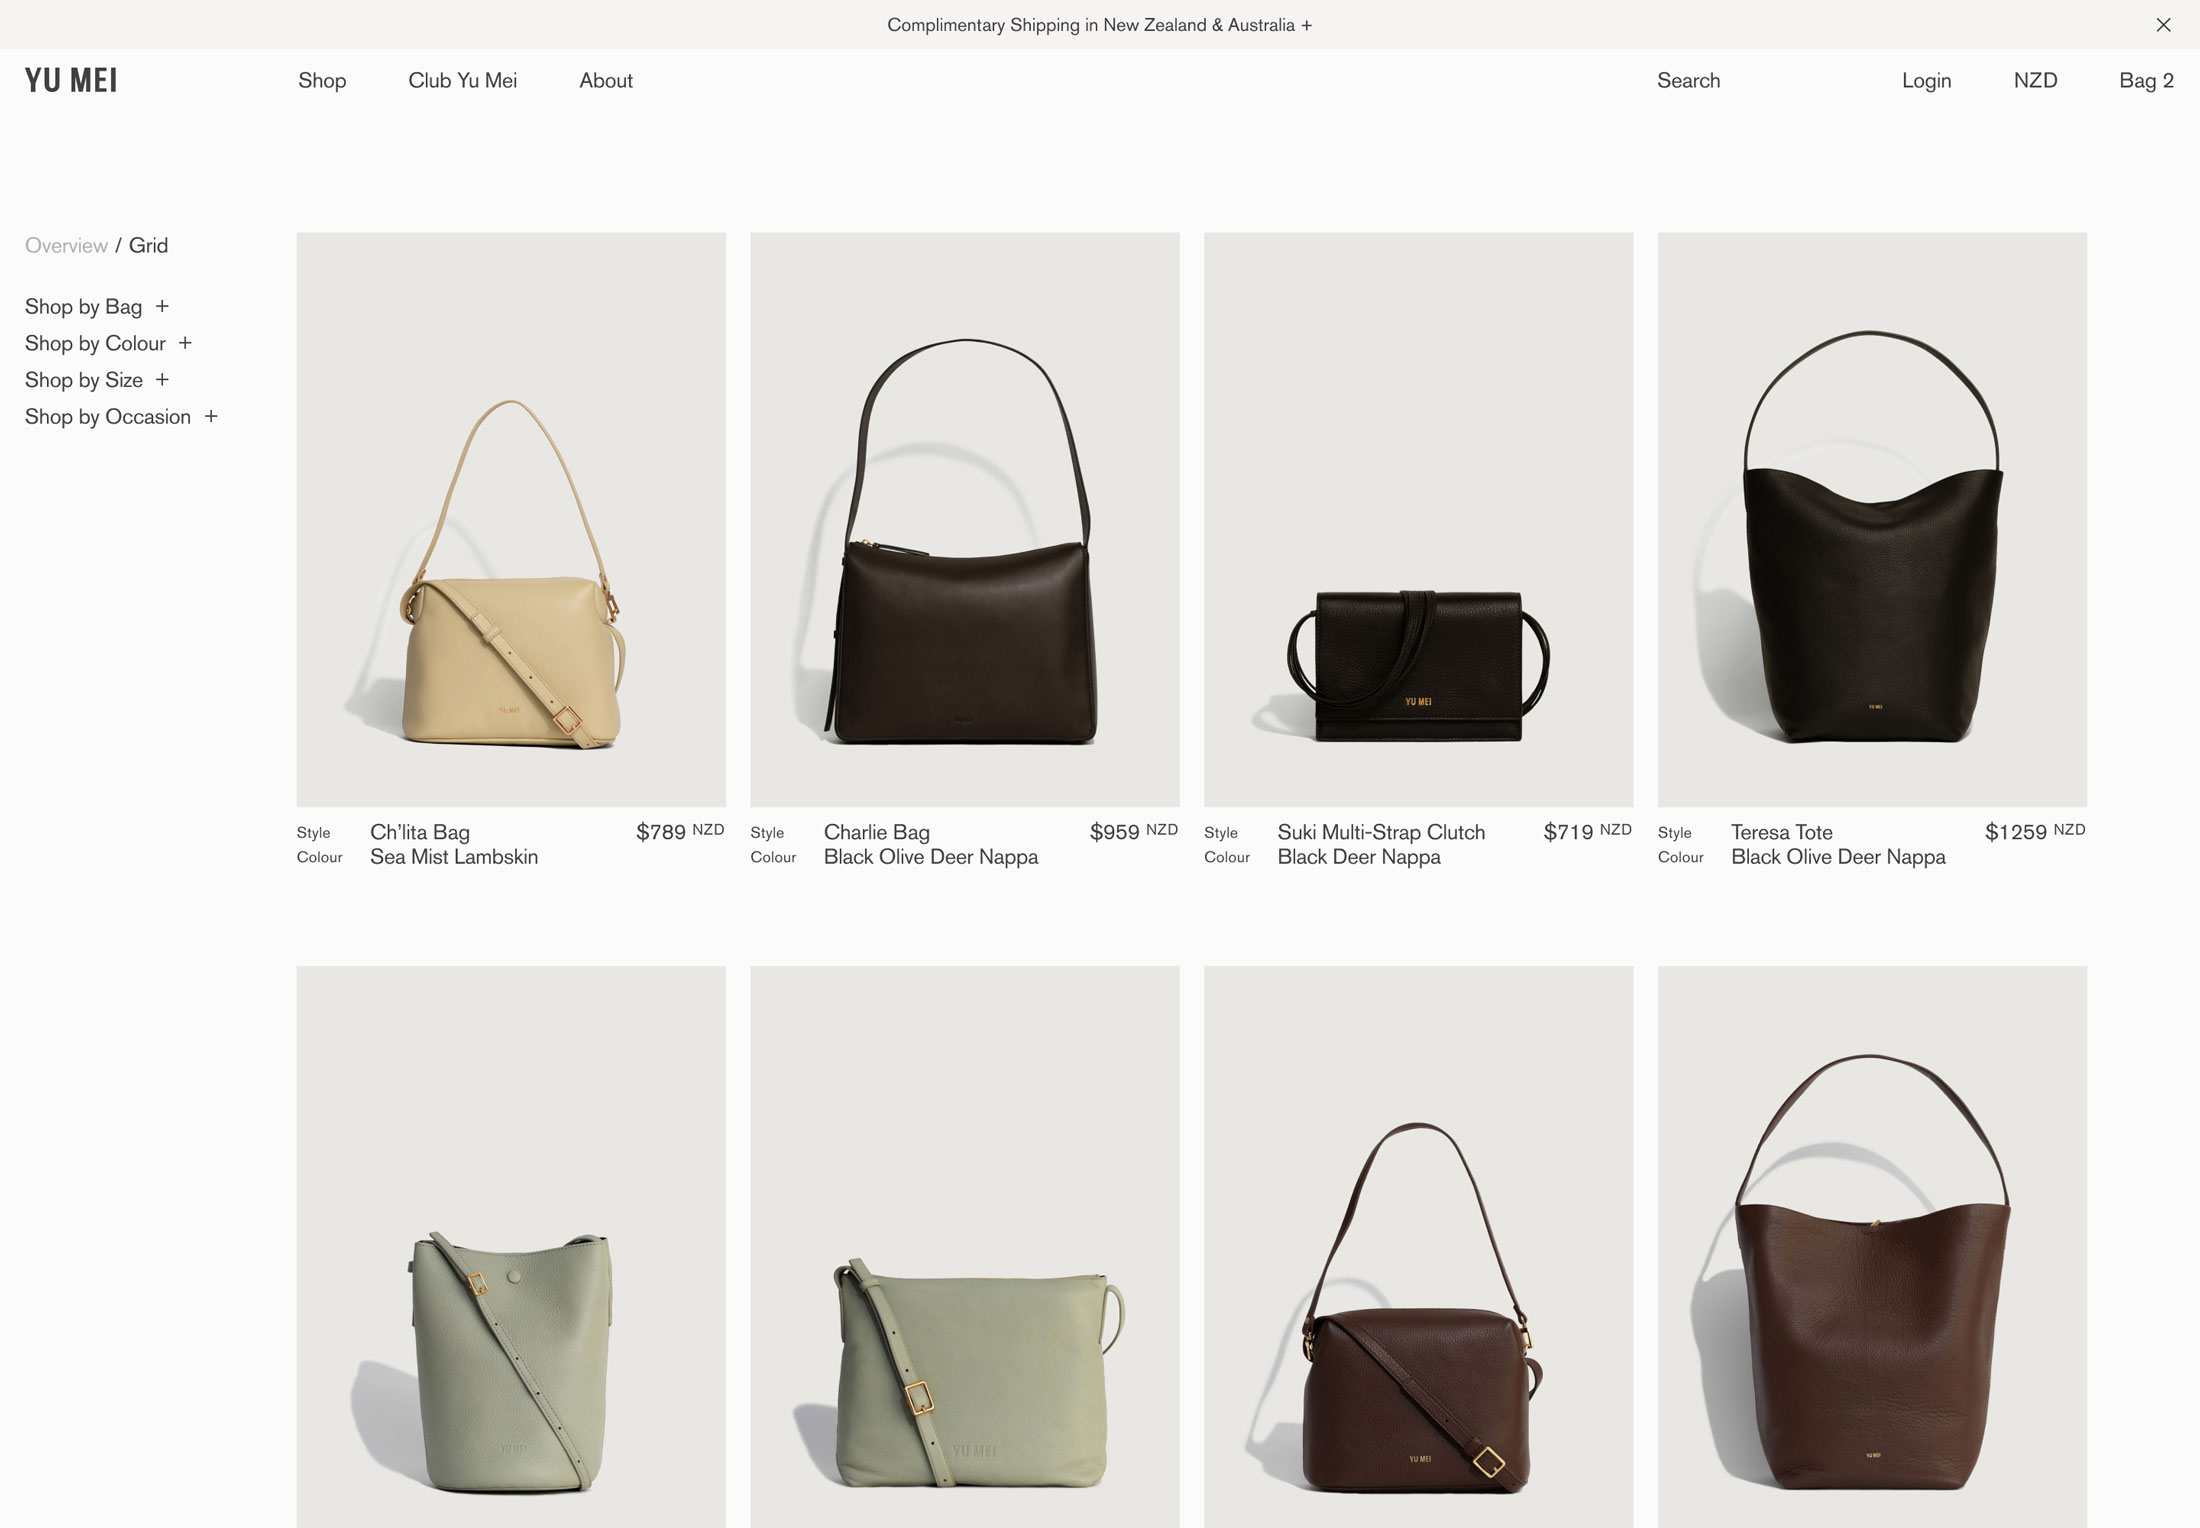 Complimentary Shipping in New Zealand & Australia +
YU MEI
Shop
Club Yu Mei
About
Search
Login
NZD
Bag 2
Overview / Grid
Shop by Bag +
Shop by Colour +
Shop by Size +
Shop by Occasion +
YU MEI
YU MEI
YU MEI
YU MEI
Style Ch’lita Bag $789 NZD
Colour Sea Mist Lambskin
Style Charlie Bag $959 NZD
Colour Black Olive Deer Nappa
Style Suki Multi-Strap Clutch $719 NZD
Colour Black Deer Nappa
Style Teresa Tote $1259 NZD
Colour Black Olive Deer Nappa
YU MEI
YU MEI
YU MEI
YU MEI